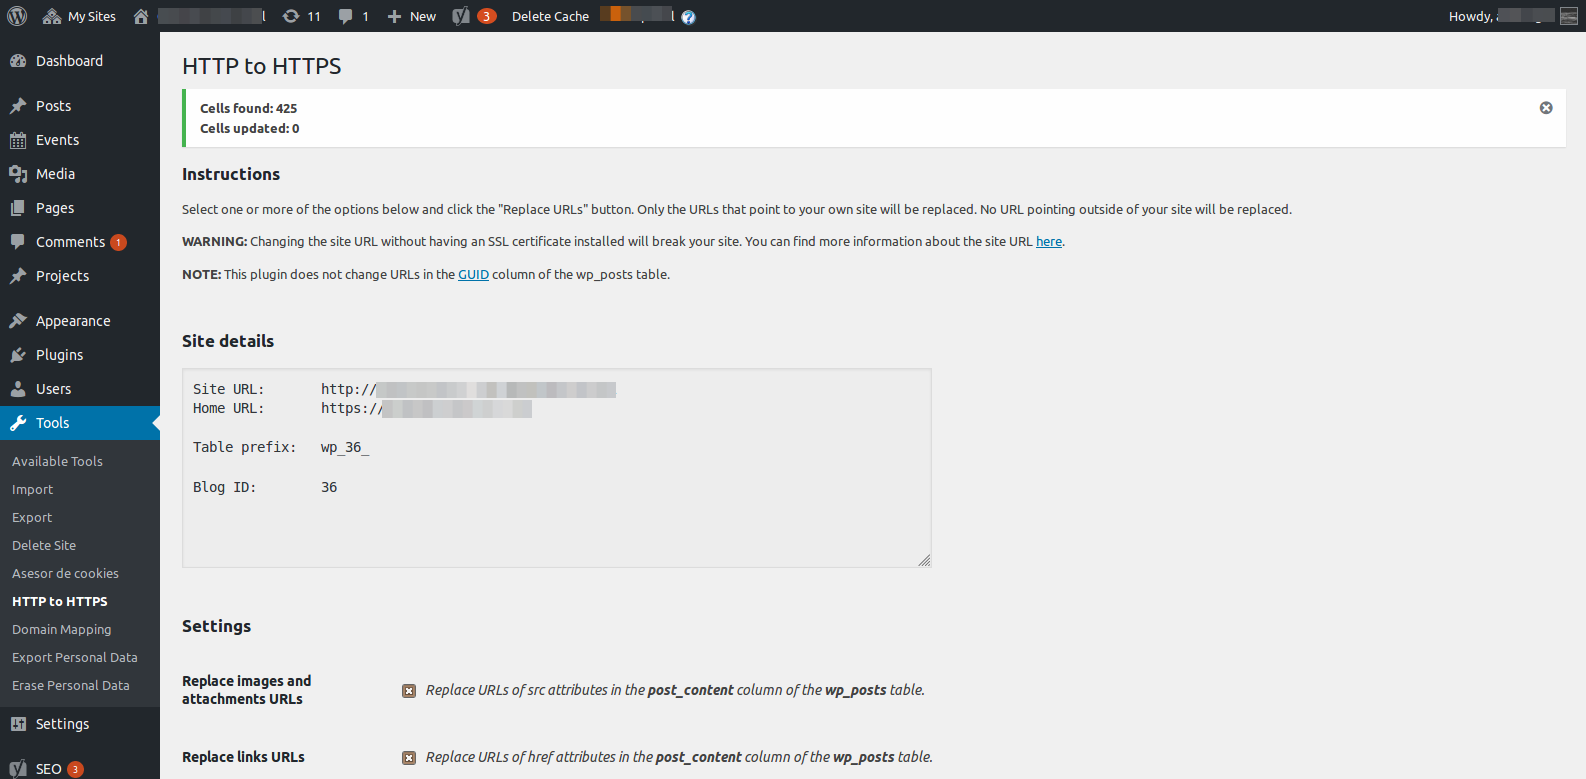 My Sites
11
1
New
3
Delete Cache
Howdy,
Dashboard
Posts
Events
Media
Pages
Comments 1
Projects
Appearance
Plugins
Users
Tools
Available Tools
Import
Export
Delete Site
Asesor de cookies
HTTP to HTTPS
Domain Mapping
Export Personal Data
Erase Personal Data
Settings
SEO 3
HTTP to HTTPS
Cells found: 425
Cells updated: 0
Instructions
Select one or more of the options below and click the "Replace URLs" button. Only the URLs that point to your own site will be replaced. No URL pointing outside of your site will be replaced.
WARNING: Changing the site URL without having an SSL certificate installed will break your site. You can find more information about the site URL here.
NOTE: This plugin does not change URLs in the GUID column of the wp_posts table.
Site details
Site URL: http://
Home URL: https://
Table prefix: wp_36_
Blog ID: 36
Settings
Replace images and
attachments URLs
Replace URLs of src attributes in the post_content column of the wp_posts table.
Replace links URLs
Replace URLs of href attributes in the post_content column of the wp_posts table.